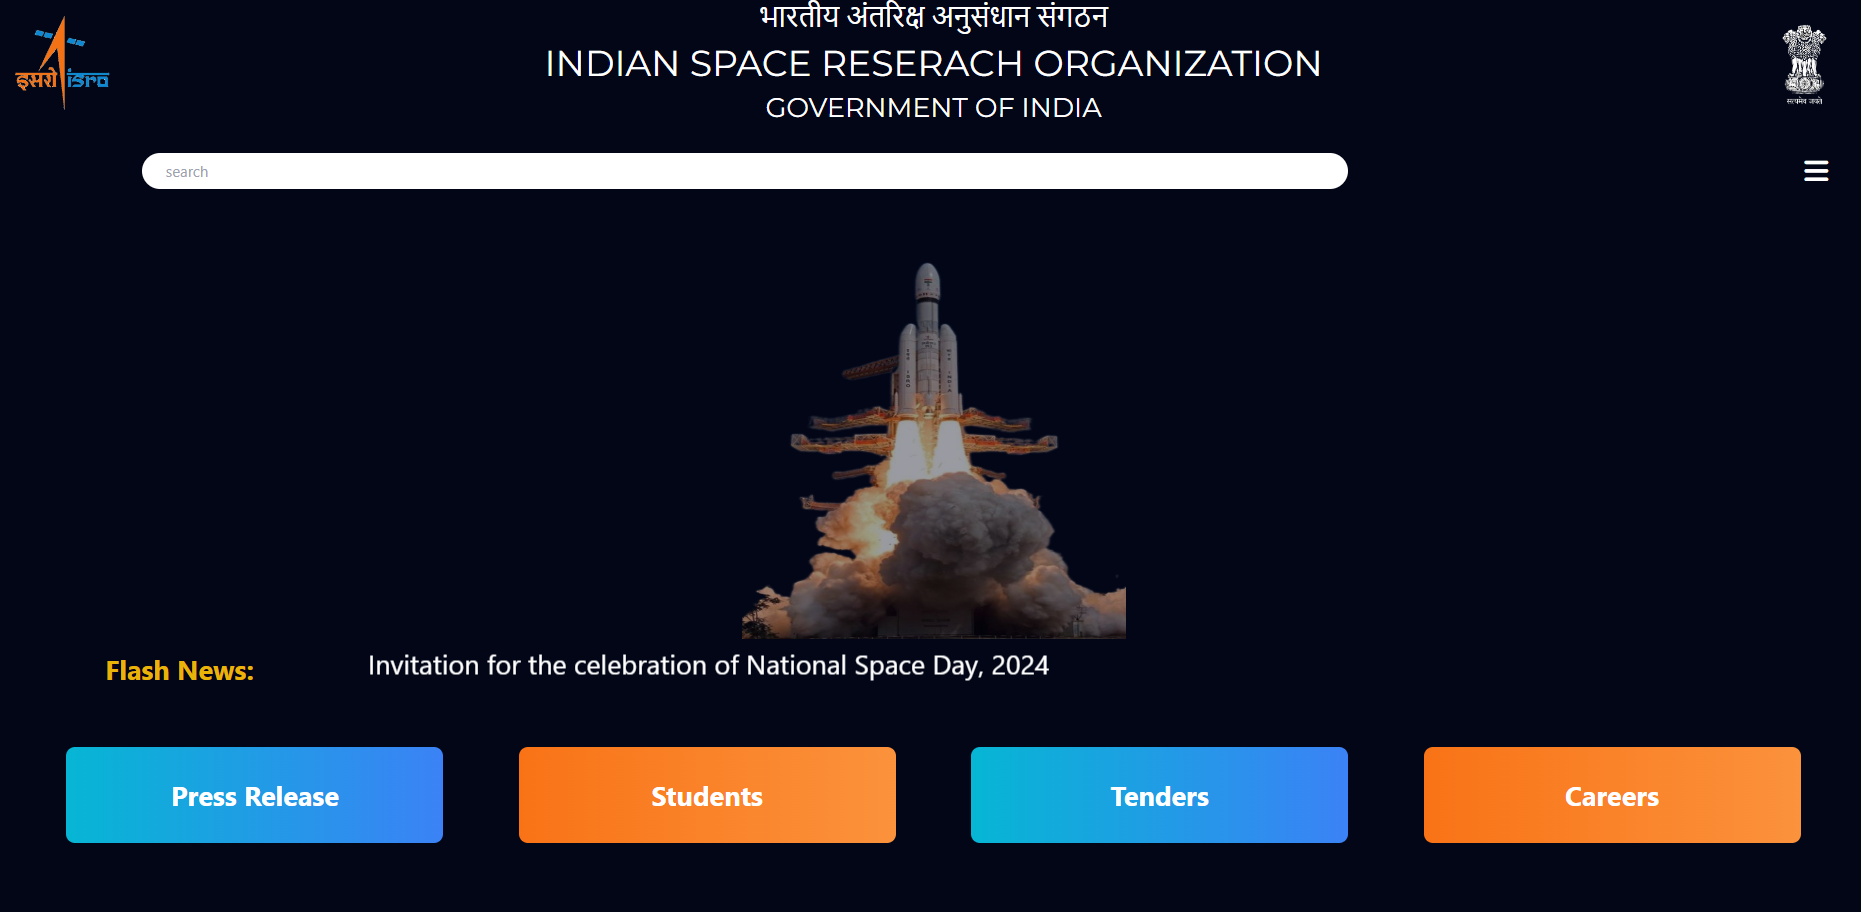 भारतीय अंतरिक्ष अनुसंधान संगठन
INDIAN SPACE RESERACH ORGANIZATION
GOVERNMENT OF INDIA
इसरो isro
सत्यमेव जयते
search
Flash News: Invitation for the celebration of National Space Day, 2024
Press Release
Students
Tenders
Careers